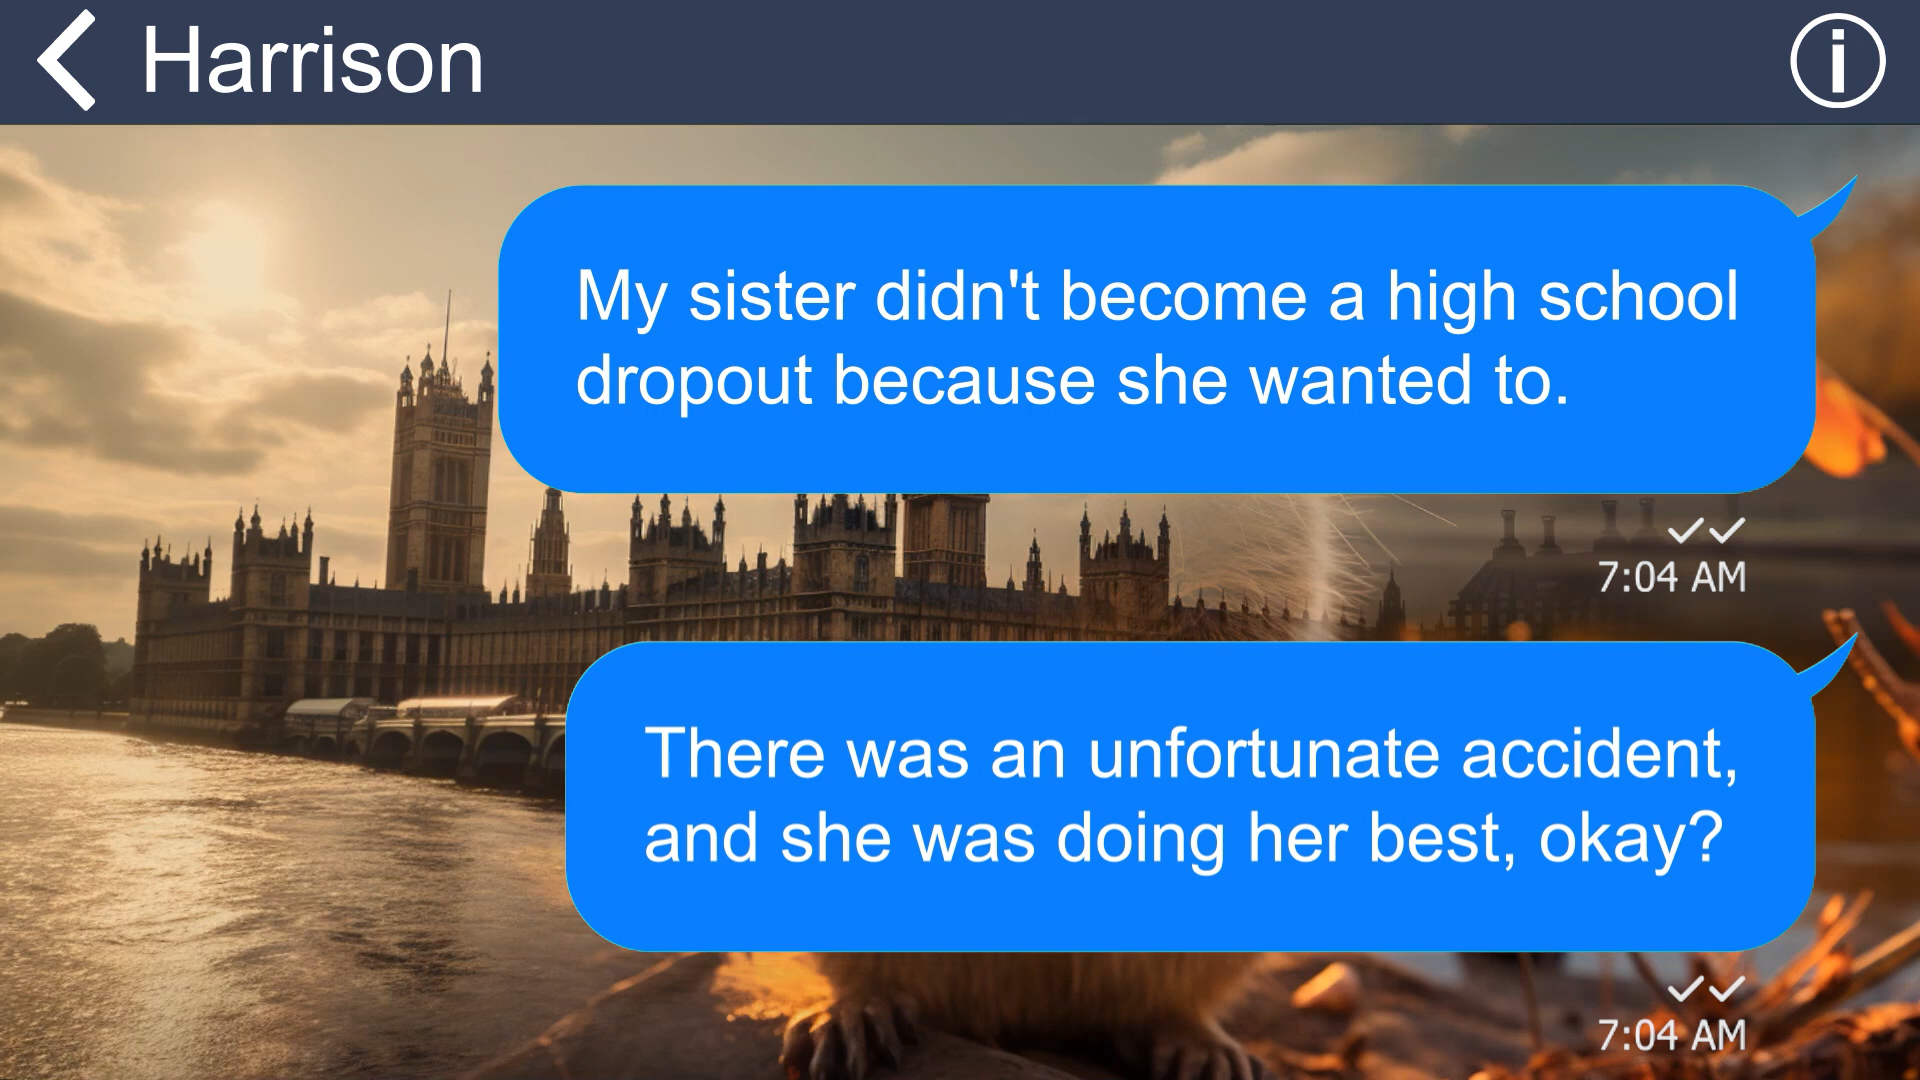 Harrison
My sister didn't become a high school
dropout because she wanted to.
7:04 AM
There was an unfortunate accident,
and she was doing her best, okay?
7:04 AM